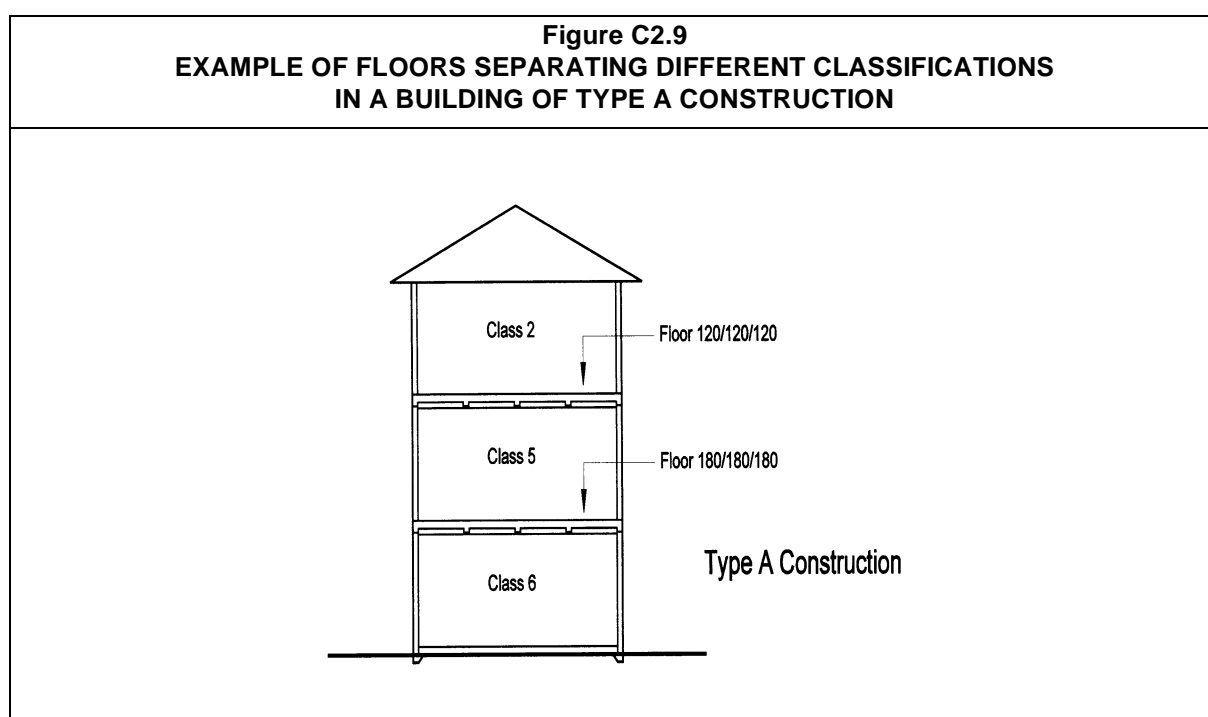 Figure C2.9
EXAMPLE OF FLOORS SEPARATING DIFFERENT CLASSIFICATIONS
IN A BUILDING OF TYPE A CONSTRUCTION
Class 2
Floor 120/120/120
Class 5
Floor 180/180/180
Type A Construction
Class 6